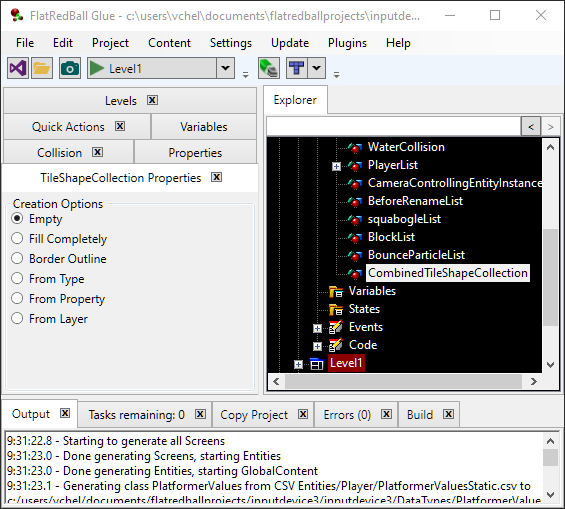 FlatRedBall Glue - c:\users\vchel\documents\flatredballprojects\inputdevic
File Edit Project Content Settings Update Plugins Help
Level1
Levels
Quick Actions Variables
Collision Properties
TileShapeCollection Properties
Creation Options
Empty
Fill Completely
Border Outline
From Type
From Property
From Layer
Explorer
< >
WaterCollision
PlayerList
CameraControllingEntityInstance
BeforeRenameList
squabogleList
BlockList
BounceParticleList
CombinedTileShapeCollection
Variables
States
Events
Code
Level1
Output Tasks remaining: 0 Copy Project Errors (0) Build
9:31:22.8 - Starting to generate all Screens
9:31:23.0 - Done generating Screens, starting Entities
9:31:23.0 - Done generating Entities, starting GlobalContent
9:31:23.1 - Generating class PlatformerValues from CSV Entities/Player/PlatformerValuesStatic.csv to
c:/users/vchel/documents/flatredballprojects/inputdevice3/inputdevice3/DataTypes/PlatformerValue